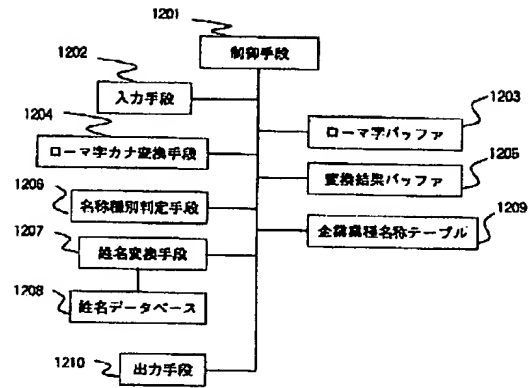 1201
制御手段
1202
入力手段
1203
ローマ字バッファ
1204
ローマ字カナ変換手段
1205
変換結果バッファ
1206
名称種別判定手段
1207
姓名変換手段
1209
企業業種名称テーブル
1208
姓名データベース
1210
出力手段